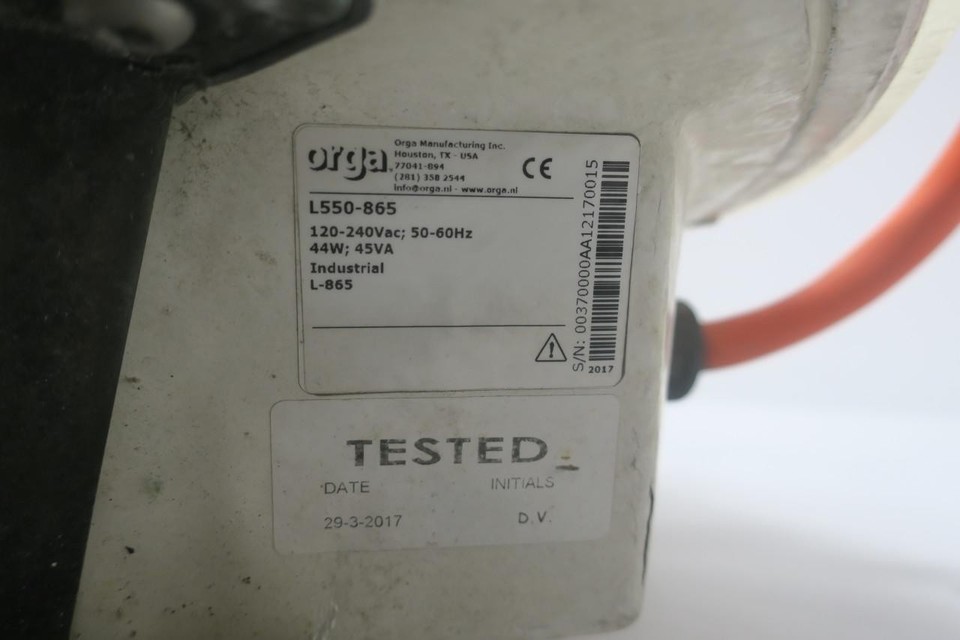 orga
Orga Manufacturing Inc.
Houston, TX - USA
77041-894
(281) 358 2544
info@orga.nl - www.orga.nl
CE
L550-865
120-240Vac; 50-60Hz
44W; 45VA
Industrial
L-865
S/N: 00370000AA12170015
2017
TESTED
DATE INITIALS
29-3-2017 D.V.